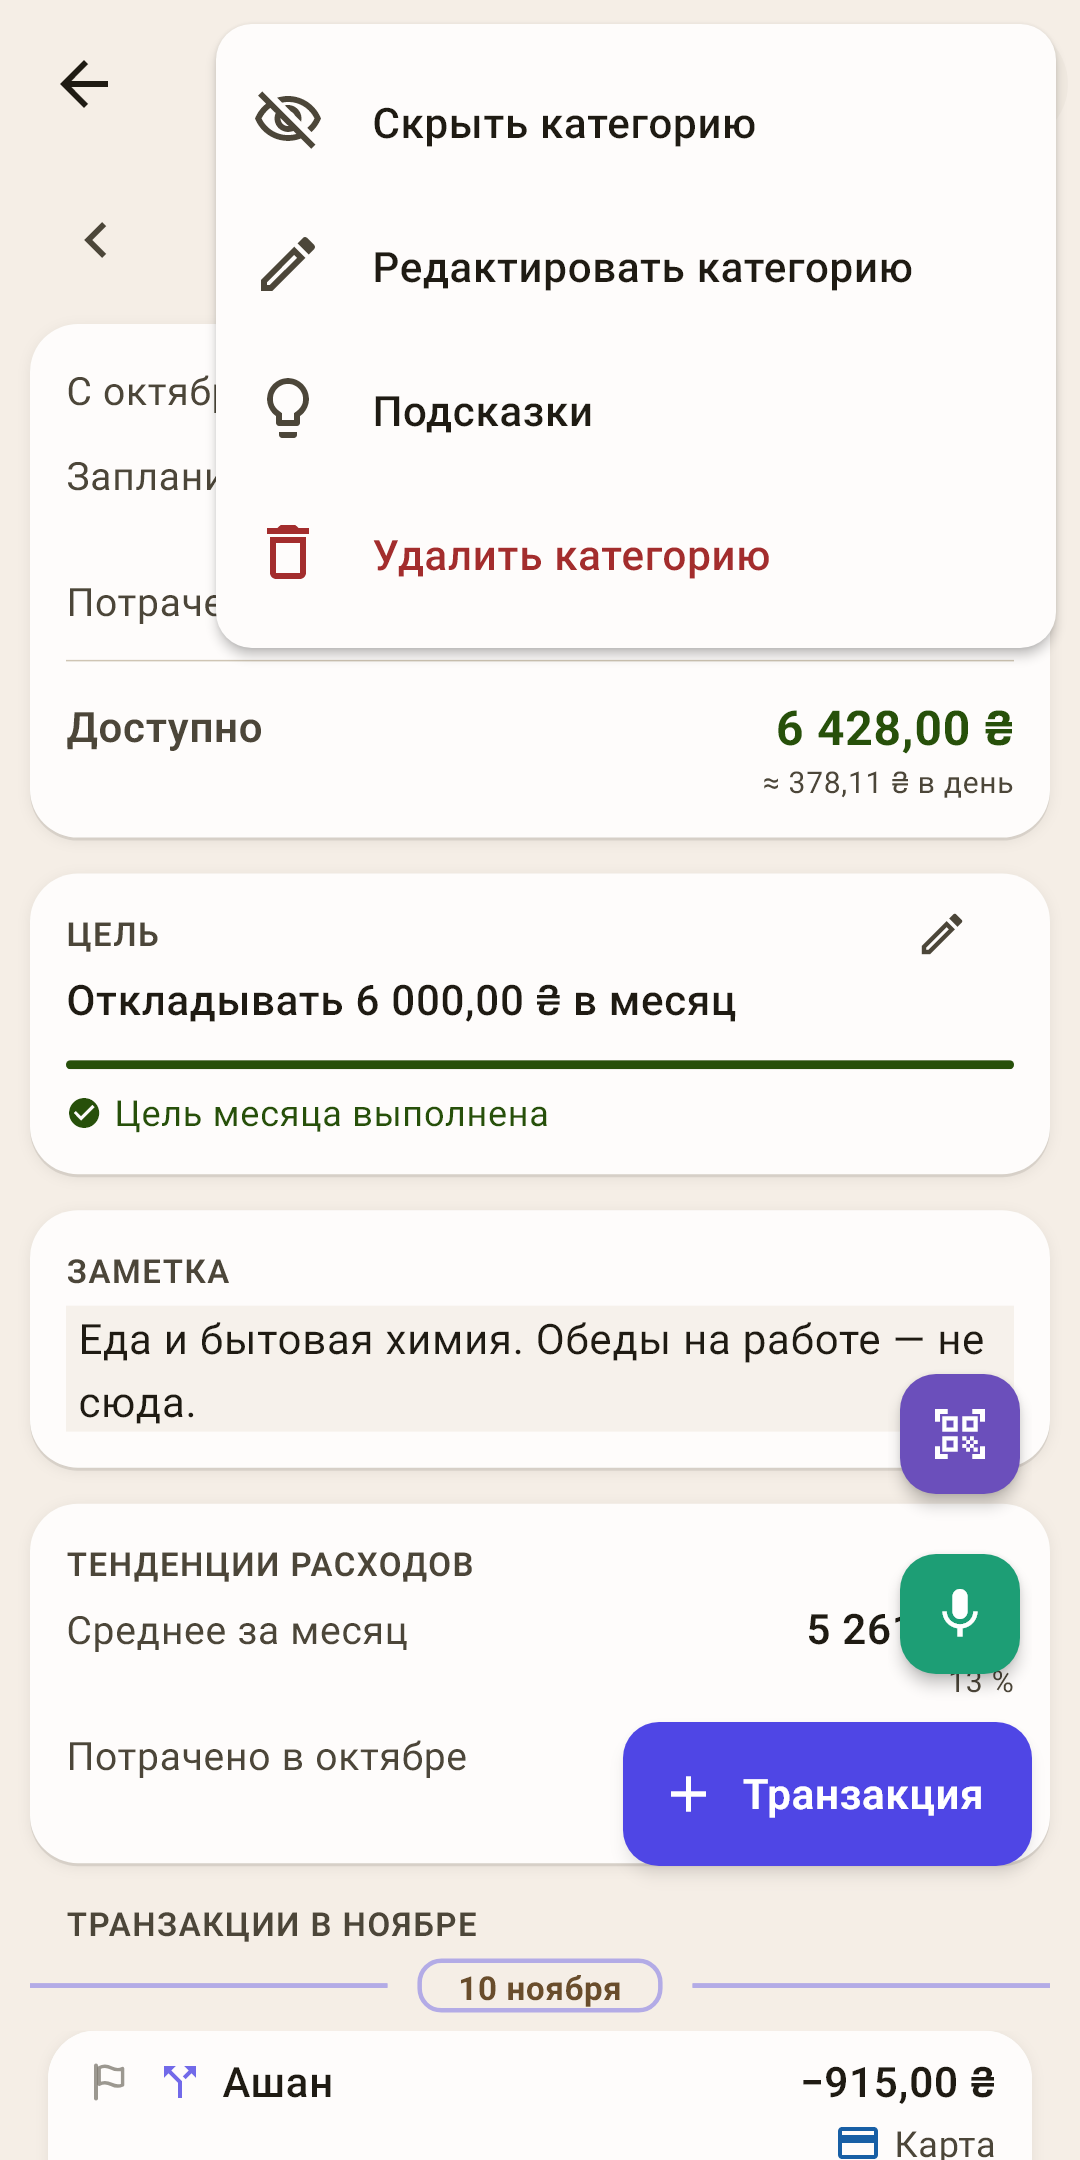 Скрыть категорию
Редактировать категорию
Подсказки
Удалить категорию
С
Доступно 6 428,00 ₴
≈ 378,11 ₴ в день
ЦЕЛЬ
Откладывать 6 000,00 ₴ в месяц
Цель месяца выполнена
ЗАМЕТКА
Еда и бытовая химия. Обеды на работе — не
сюда.
ТЕНДЕНЦИИ РАСХОДОВ
Среднее за месяц 5
13 %
Потрачено в октябре
+ Транзакция
ТРАНЗАКЦИИ В НОЯБРЕ
10 ноября
Ашан −915,00 ₴
Карта